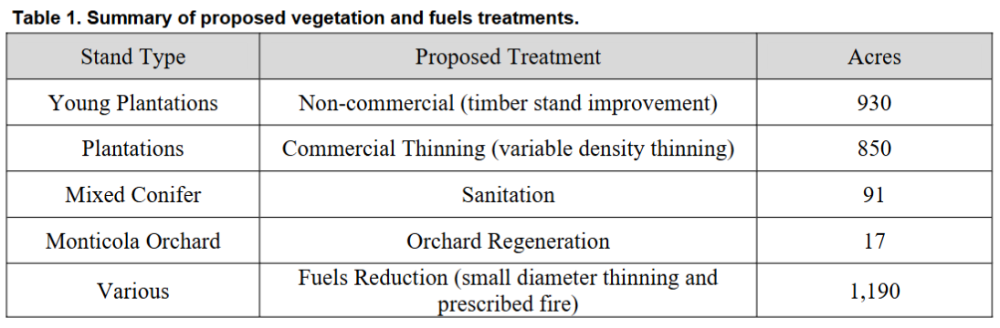 Table 1. Summary of proposed vegetation and fuels treatments.
Stand Type Proposed Treatment Acres
Young Plantations Non-commercial (timber stand improvement) 930
Plantations Commercial Thinning (variable density thinning) 850
Mixed Conifer Sanitation 91
Monticola Orchard Orchard Regeneration 17
Various Fuels Reduction (small diameter thinning and prescribed fire) 1,190